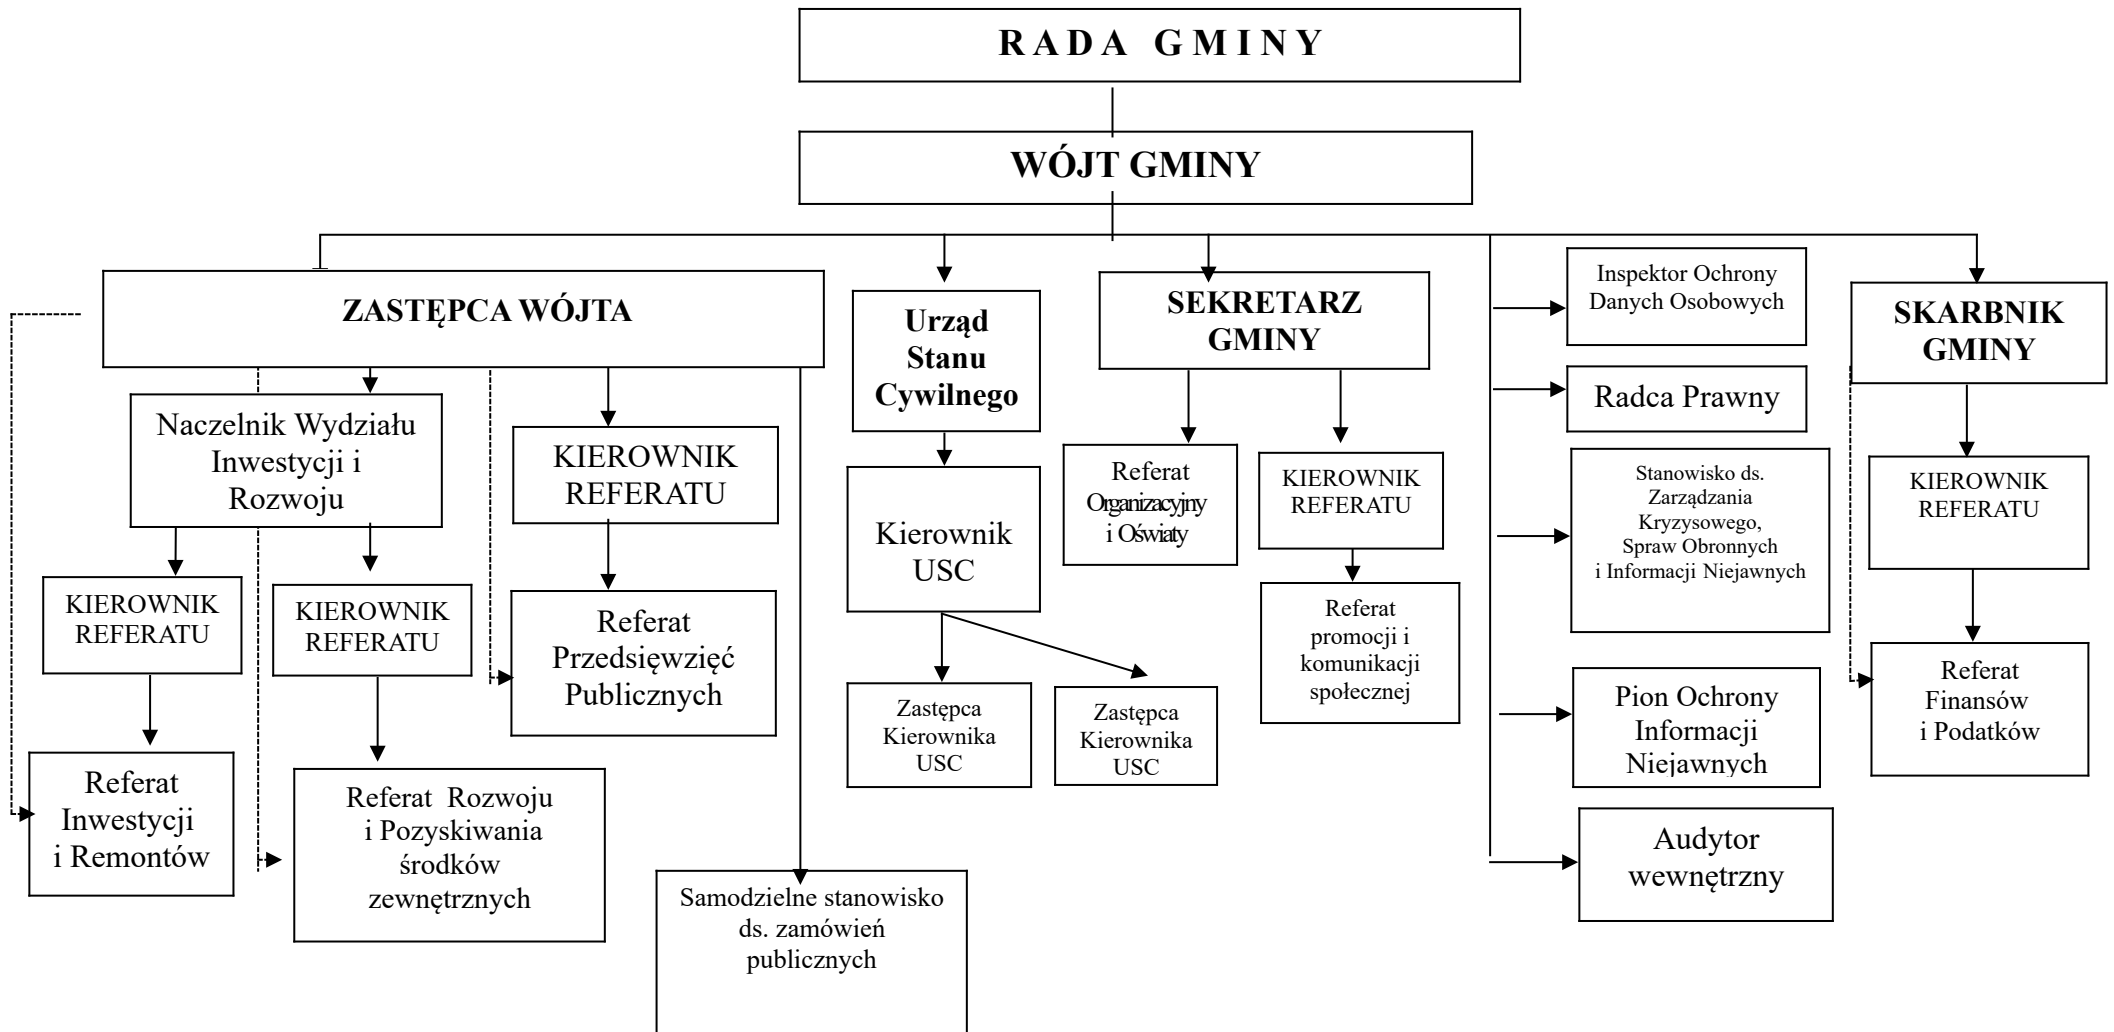 RADA GMINY
WÓJT GMINY
ZASTĘPCA WÓJTA
Urząd
Stanu
Cywilnego
SEKRETARZ
GMINY
Inspektor Ochrony
Danych Osobowych
SKARBNIK
GMINY
Radca Prawny
Naczelnik Wydziału
Inwestycji i
Rozwoju
KIEROWNIK
REFERATU
Kierownik
USC
Referat
Organizacyjny
i Oświaty
KIEROWNIK
REFERATU
Stanowisko ds.
Zarządzania
Kryzysowego,
Spraw Obronnych
i Informacji Niejawnych
KIEROWNIK
REFERATU
KIEROWNIK
REFERATU
KIEROWNIK
REFERATU
Referat
Przedsięwzięć
Publicznych
Referat
promocji i
komunikacji
społecznej
Zastępca
Kierownika
USC
Zastępca
Kierownika
USC
Pion Ochrony
Informacji
Niejawnych
Referat
Finansów
i Podatków
Referat
Inwestycji
i Remontów
Referat Rozwoju
i Pozyskiwania
środków
zewnętrznych
Samodzielne stanowisko
ds. zamówień
publicznych
Audytor
wewnętrzny